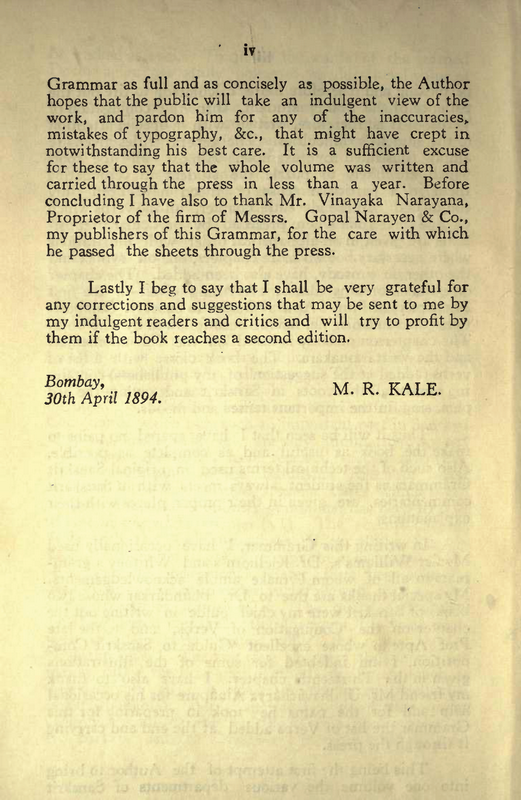 iv
Grammar as full and as concisely as possible, the Author
hopes that the public will take an indulgent view of the
work, and pardon him for any of the inaccuracies,
mistakes of typography, &c., that might have crept in
notwithstanding his best care. It is a sufficient excuse
for these to say that the whole volume was written and
carried through the press in less than a year. Before
concluding I have also to thank Mr. Vinayaka Narayana,
Proprietor of the firm of Messrs. Gopal Narayen & Co.,
my publishers of this Grammar, for the care with which
he passed the sheets through the press.
Lastly I beg to say that I shall be very grateful for
any corrections and suggestions that may be sent to me by
my indulgent readers and critics and will try to profit by
them if the book reaches a second edition.
Bombay,
30th April 1894.
M. R. KALE.